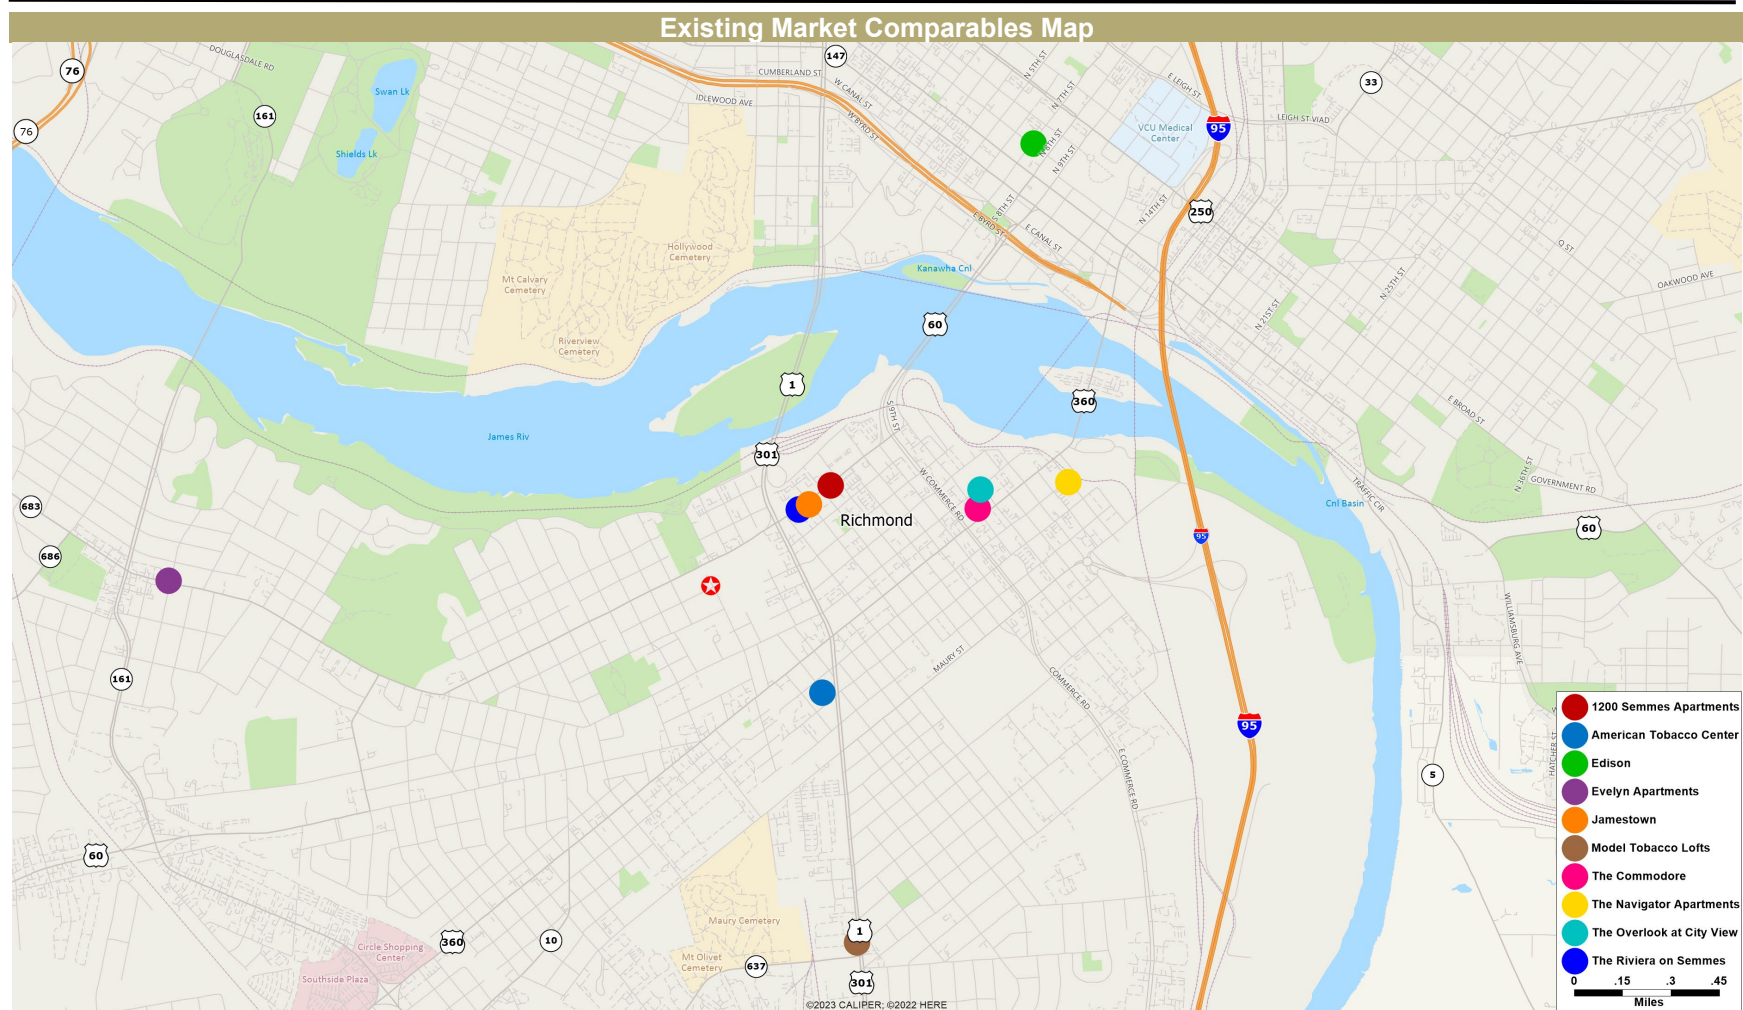 Existing Market Comparables Map
76
DOUGLASDALE RD
147
CUMBERLAND ST
N 5TH ST
E LEIGH ST
33
Swan Lk
161
IDLEWOOD AVE
W CANAL ST
N 7TH ST
76
W BYRD ST
VCU Medical
Center
95
LEIGH ST VIAD
Shields Lk
N 8TH ST
N 9TH ST
S 8TH ST
N 14TH ST
250
E BYRD ST
E CANAL ST
Hollywood
Cemetery
Q ST
Kanawha Cnl
Mt Calvary
Cemetery
N 25TH ST
OAKWOOD AVE
60
N 21ST ST
Riverview
Cemetery
1
360
S 9TH ST
E BROAD ST
James Riv
301
W COMMERCE RD
N 36TH ST
GOVERNMENT RD
TRAFFIC CIR
683
Cnl Basin
Richmond
60
95
686
WILLIAMSBURG AVE
MAURY ST
161
COMMERCE RD
95
HATCHER ST
E COMMERCE RD
5
60
Maury Cemetery
1
360
10
Circle Shopping
Center
Mt Olivet
Cemetery
637
Southside Plaza
301
1200 Semmes Apartments
American Tobacco Center
Edison
Evelyn Apartments
Jamestown
Model Tobacco Lofts
The Commodore
The Navigator Apartments
The Overlook at City View
The Riviera on Semmes
0 .15 .3 .45
Miles
©2023 CALIPER; ©2022 HERE